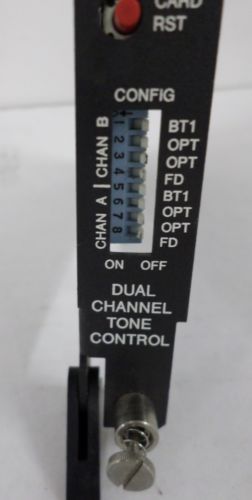 CARD
RST
CONFIG
CHAN A | CHAN B
1 2 3 4 5 6 7 8
BT1
OPT
OPT
FD
BT1
OPT
OPT
FD
ON OFF
DUAL
CHANNEL
TONE
CONTROL